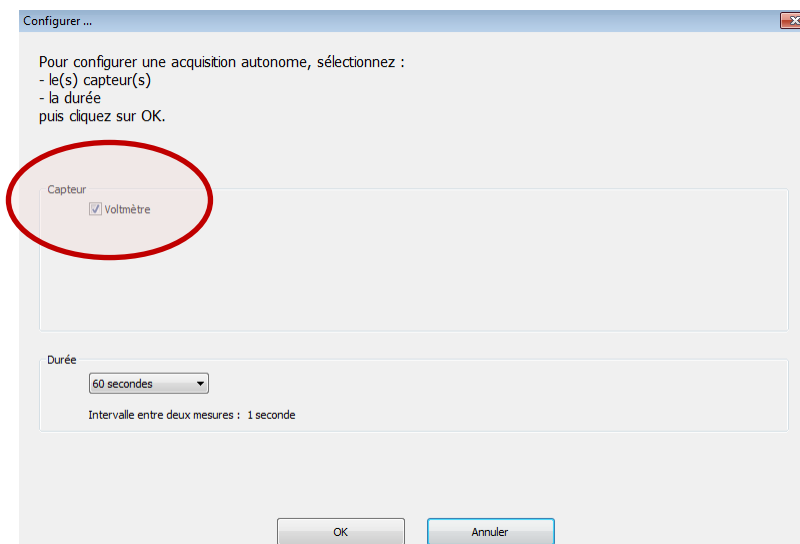 Configurer ...
Pour configurer une acquisition autonome, sélectionnez :
- le(s) capteur(s)
- la durée
puis cliquez sur OK.
Capteur
Voltmètre
Durée
60 secondes
Intervalle entre deux mesures : 1 seconde
OK
Annuler